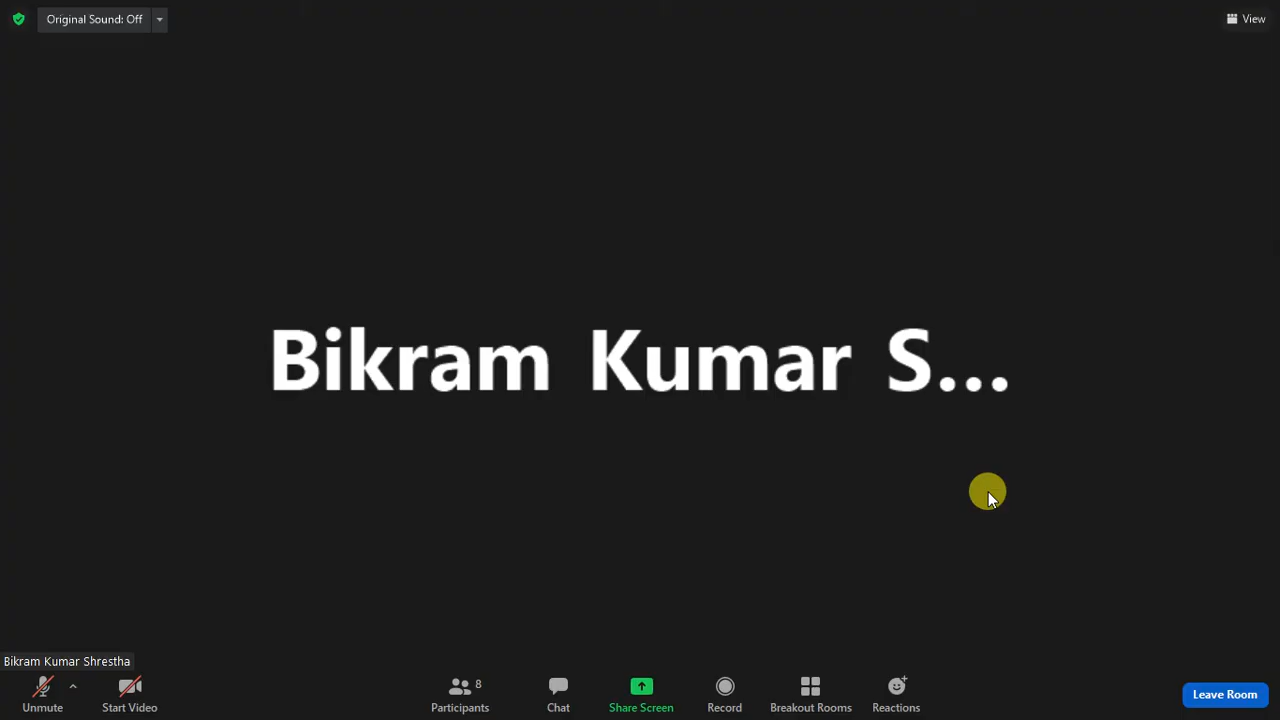 Original Sound: Off
View
Bikram Kumar S...
Bikram Kumar Shrestha
Unmute
Start Video
Participants
8
Chat
Share Screen
Record
Breakout Rooms
Reactions
Leave Room